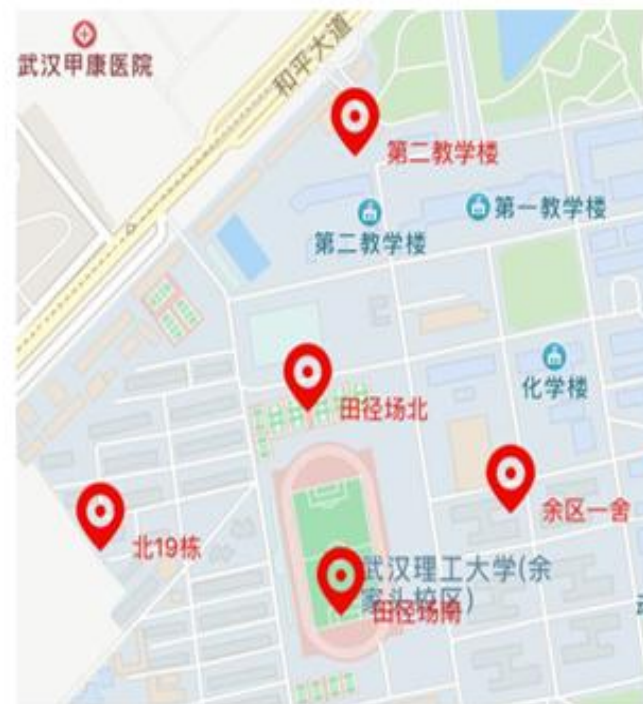 武汉甲康医院
和平大道
第二教学楼
第二教学楼
第一教学楼
化学楼
田径场北
余区一舍
北19栋
武汉理工大学(余
家头校区)
田径场南